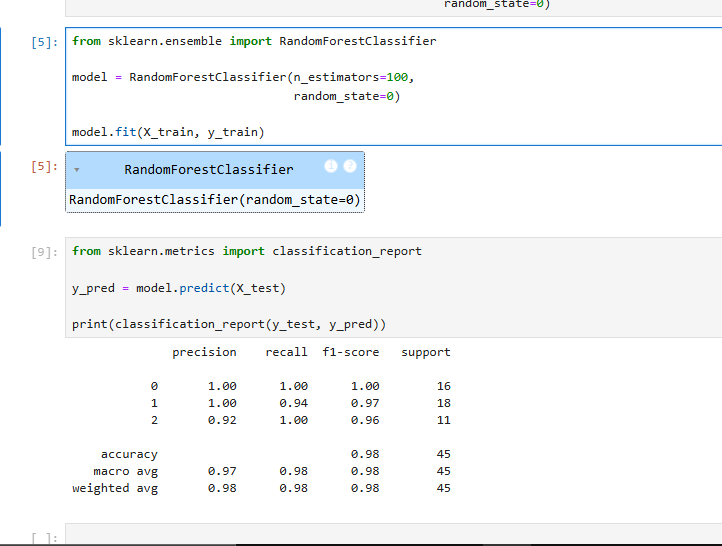 random_state=0)
[5]:
from sklearn.ensemble import RandomForestClassifier
model = RandomForestClassifier(n_estimators=100,
random_state=0)
model.fit(X_train, y_train)
[5]:
RandomForestClassifier i ?
RandomForestClassifier(random_state=0)
[9]:
from sklearn.metrics import classification_report
y_pred = model.predict(X_test)
print(classification_report(y_test, y_pred))
precision recall f1-score support
0 1.00 1.00 1.00 16
1 1.00 0.94 0.97 18
2 0.92 1.00 0.96 11
accuracy 0.98 45
macro avg 0.97 0.98 0.98 45
weighted avg 0.98 0.98 0.98 45
[ ]: